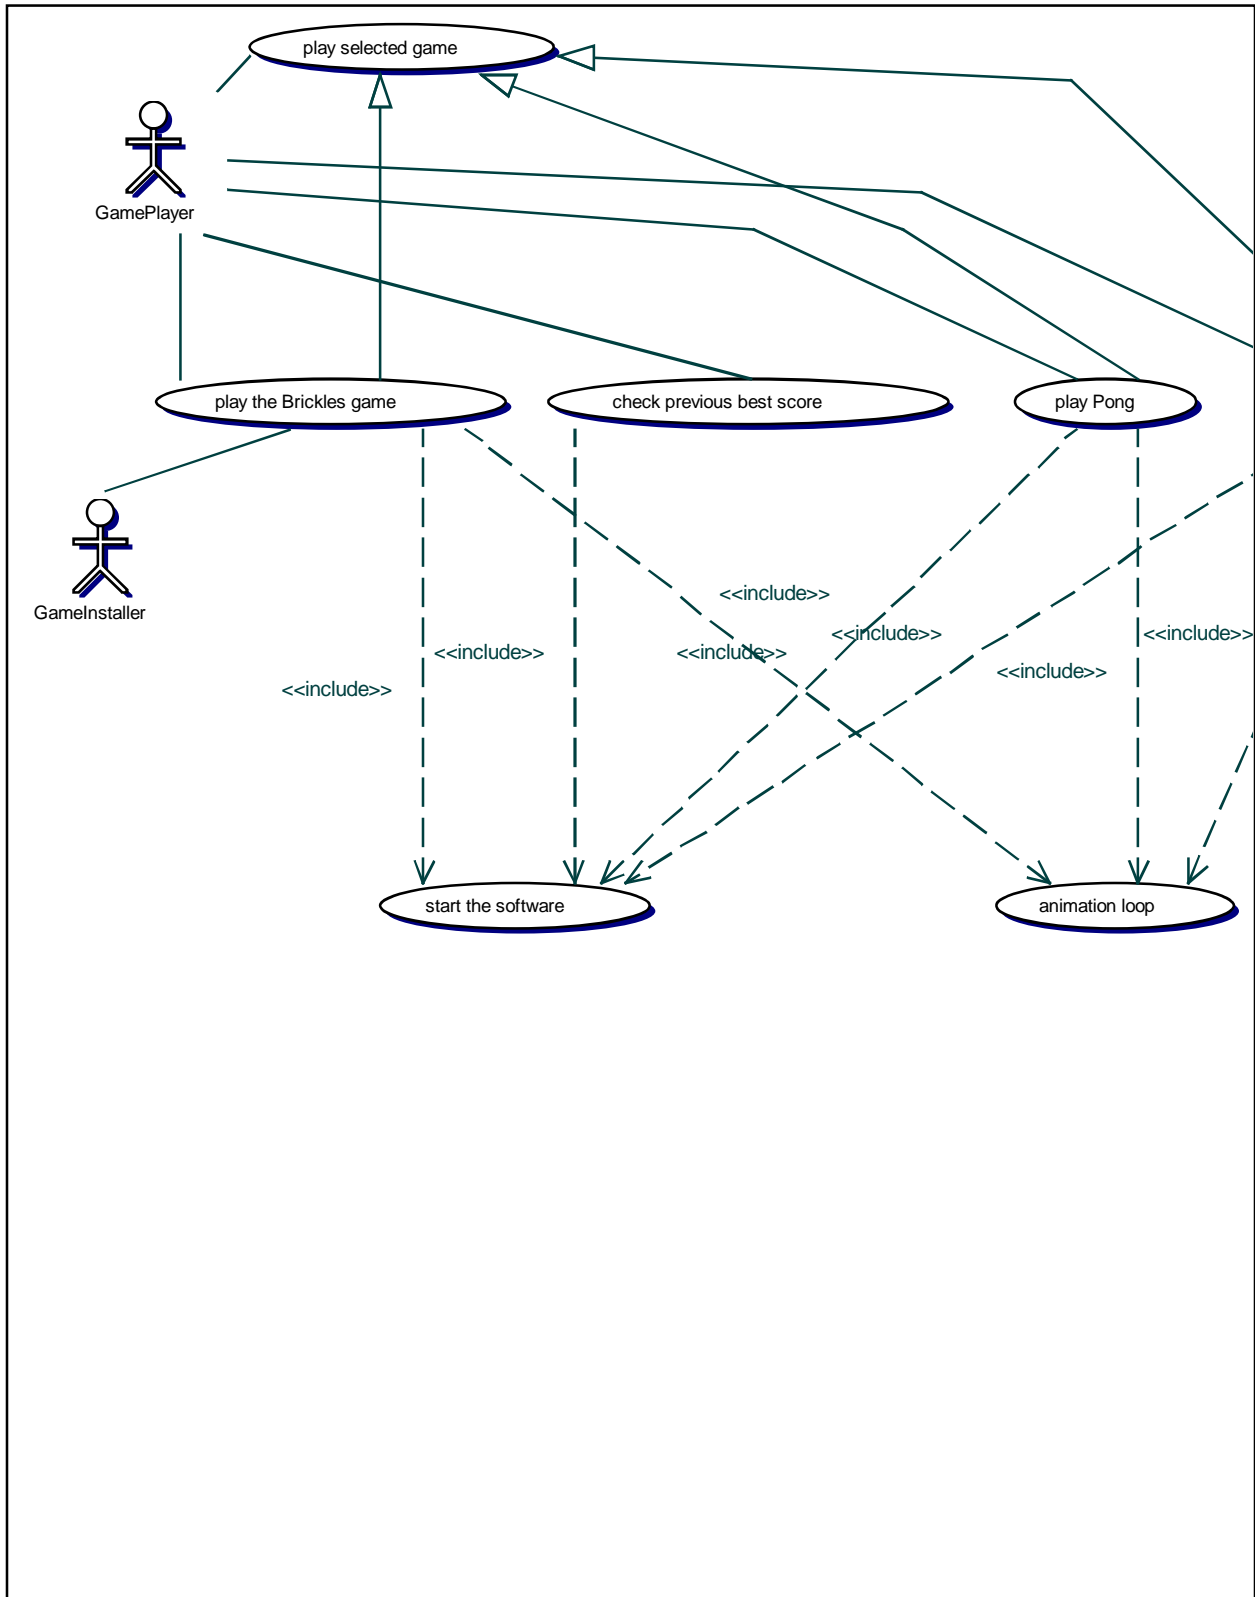 play selected game
GamePlayer
play the Brickles game
check previous best score
play Pong
GameInstaller
<<include>>
<<include>>
<<include>>
<<include>>
<<include>>
<<include>>
<<include>>
start the software
animation loop